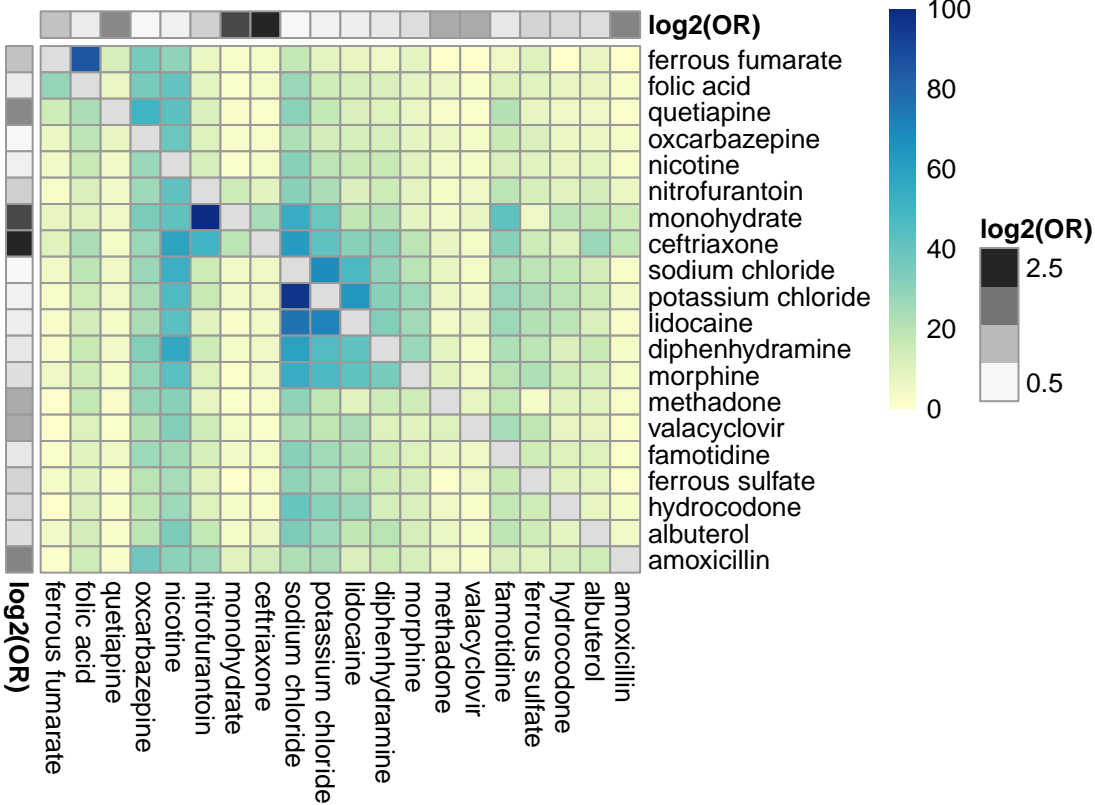 log2(OR)
ferrous fumarate
folic acid
quetiapine
oxcarbazepine
nicotine
nitrofurantoin
monohydrate
ceftriaxone
sodium chloride
potassium chloride
lidocaine
diphenhydramine
morphine
methadone
valacyclovir
famotidine
ferrous sulfate
hydrocodone
albuterol
amoxicillin
100
80
60
40
20
0
log2(OR)
2.5
0.5
log2(OR)
ferrous fumarate
folic acid
quetiapine
oxcarbazepine
nicotine
nitrofurantoin
monohydrate
ceftriaxone
sodium chloride
potassium chloride
lidocaine
diphenhydramine
morphine
methadone
valacyclovir
famotidine
ferrous sulfate
hydrocodone
albuterol
amoxicillin